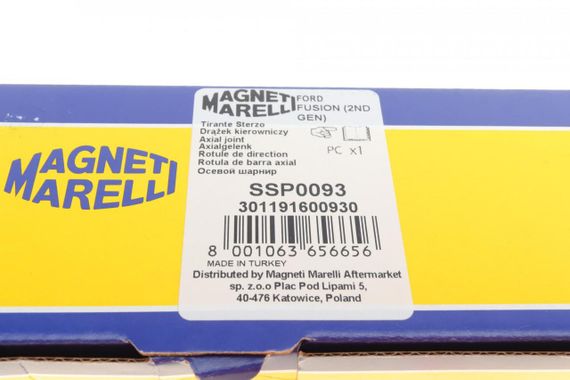 MAGNETI
MARELLI
MAGNETI
MARELLI
FORD
FUSION (2ND
GEN)
Tirante Sterzo
Drążek kierowniczy
Axial joint
Axialgelenk
Rotule de direction
Rotula de barra axial
Осевой шарнир
PC x1
SSP0093
301191600930
8 001063 656656
MADE IN TURKEY
Distributed by Magneti Marelli Aftermarket
sp. z.o.o Plac Pod Lipami 5,
40-476 Katowice, Poland